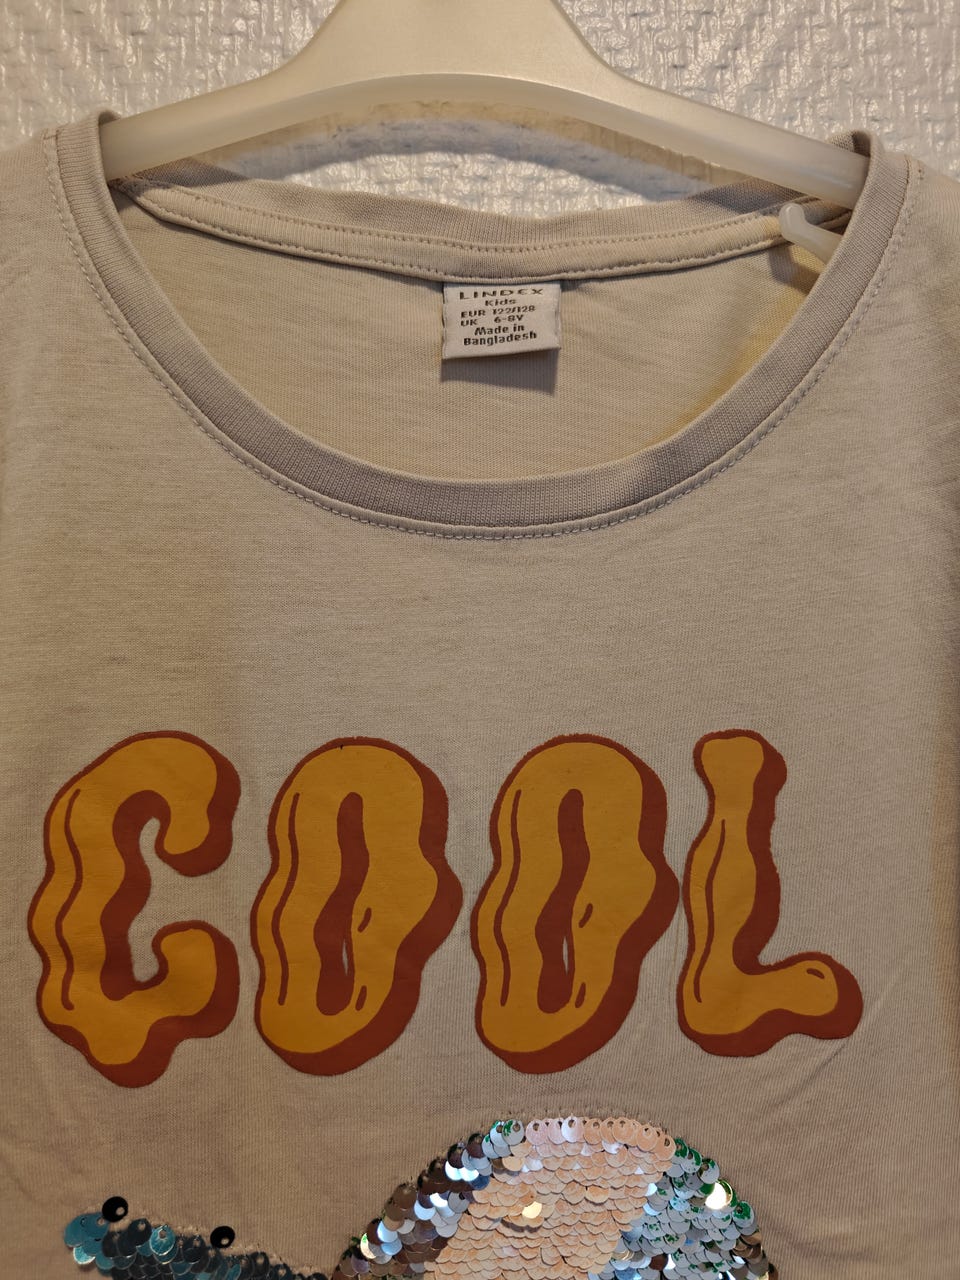 LINDEX
Kids
EUR 122/128
UK 6-8Y
Made in
Bangladesh
COOL